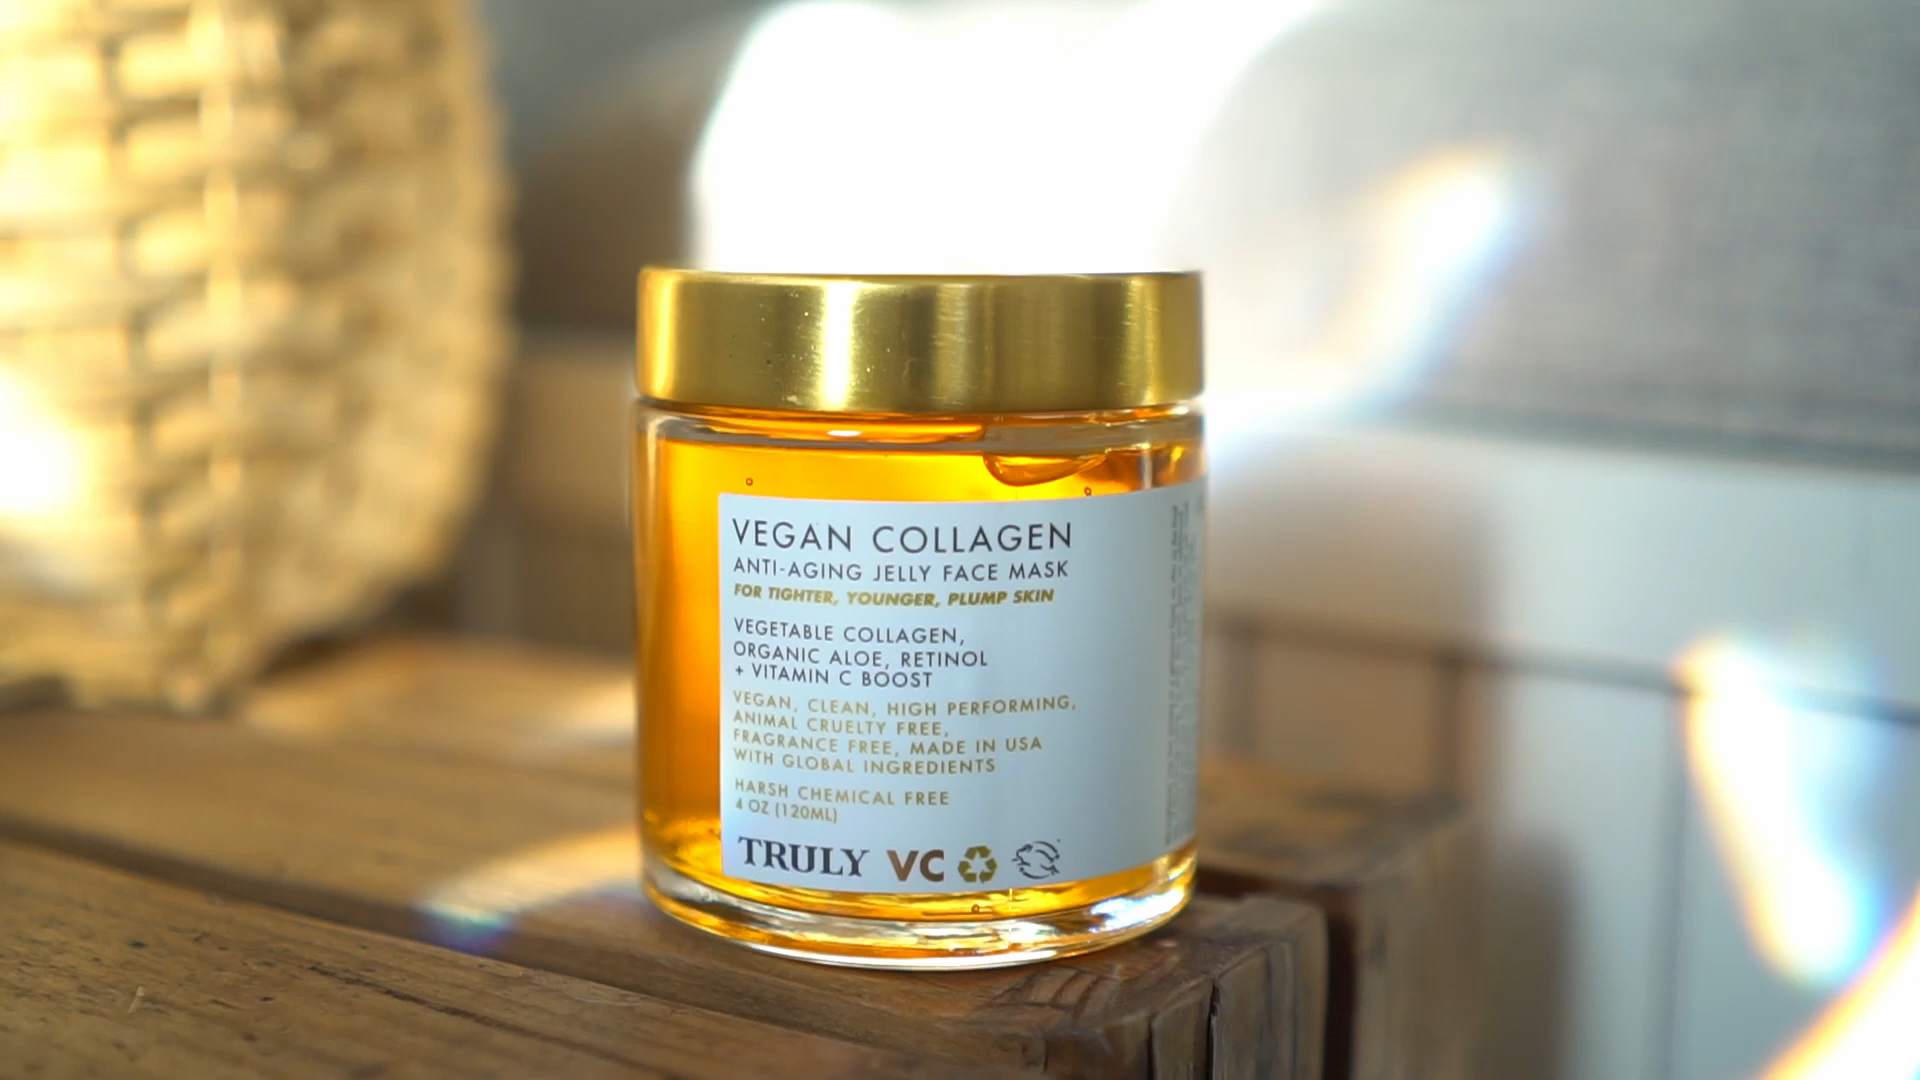 VEGAN COLLAGEN
ANTI-AGING JELLY FACE MASK
FOR TIGHTER, YOUNGER, PLUMP SKIN
VEGETABLE COLLAGEN,
ORGANIC ALOE, RETINOL
+ VITAMIN C BOOST
VEGAN, CLEAN, HIGH PERFORMING,
ANIMAL CRUELTY FREE,
FRAGRANCE FREE, MADE IN USA
WITH GLOBAL INGREDIENTS
HARSH CHEMICAL FREE
4 OZ (120ML)
TRULY VC